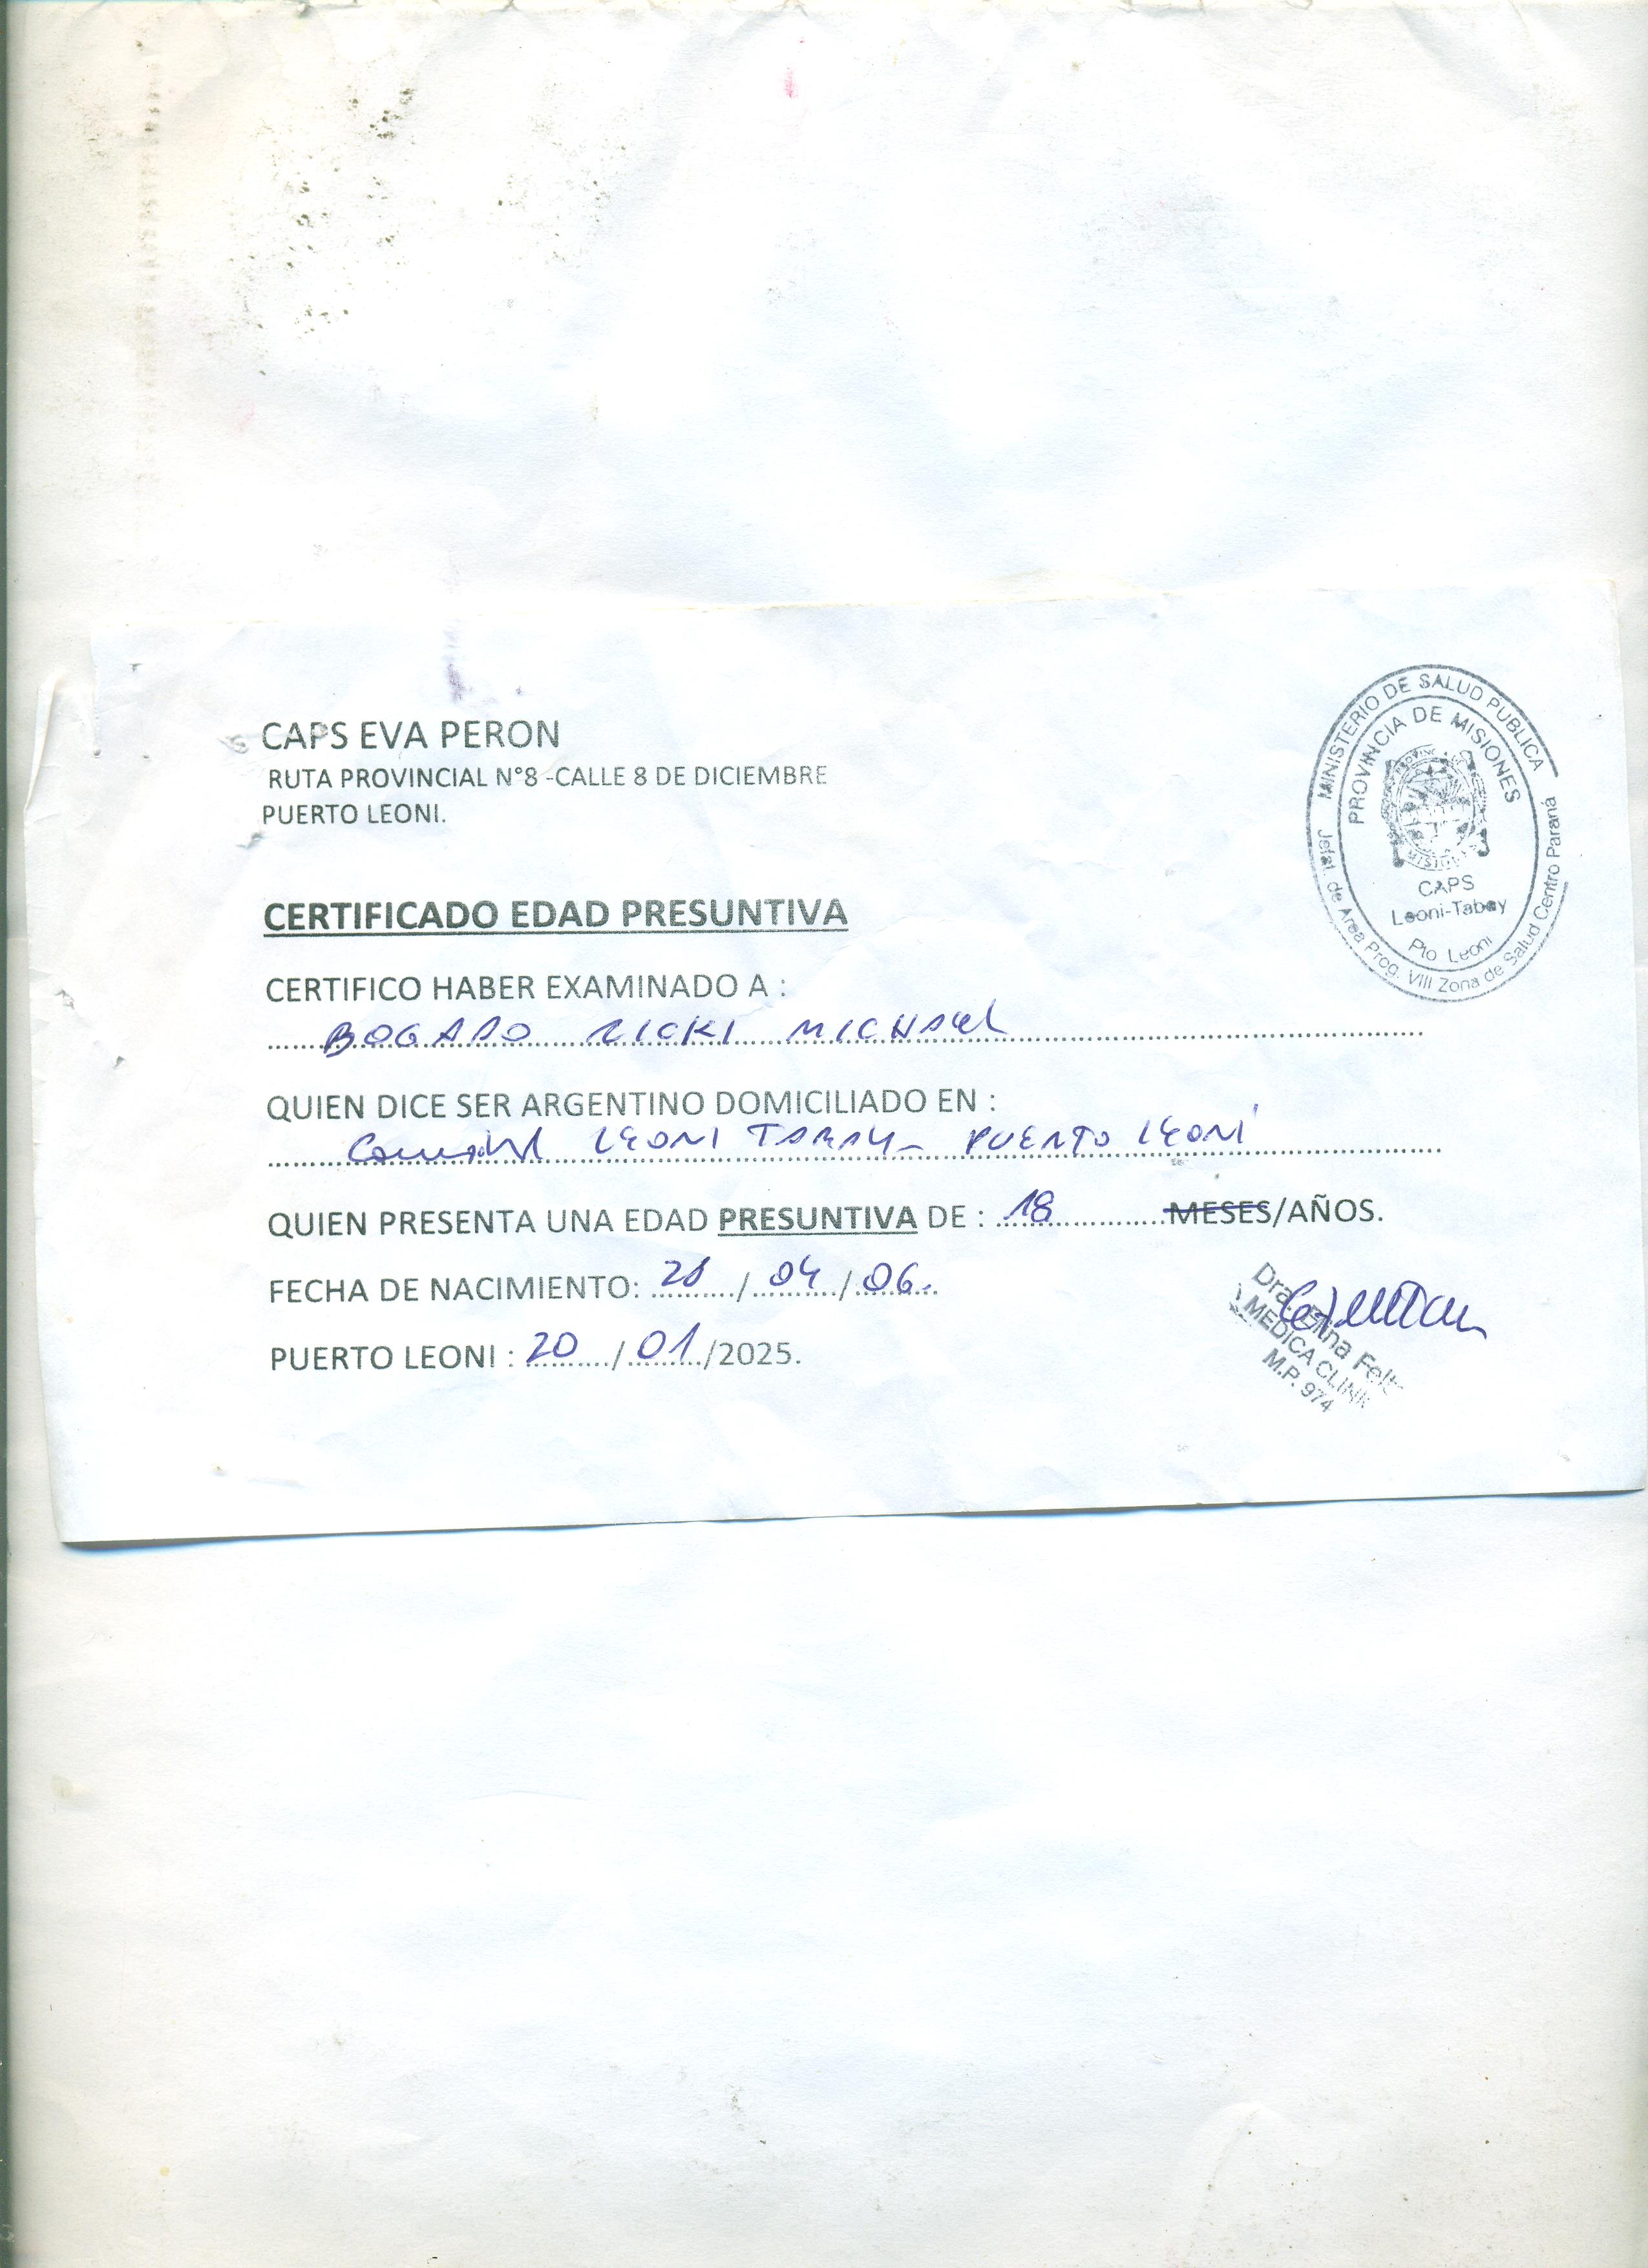 CAPS EVA PERON
RUTA PROVINCIAL N°8 -CALLE 8 DE DICIEMBRE
PUERTO LEONI.
MINISTERIO DE SALUD PUBLICA
PROVINCIA DE MISIONES
CAPS
Leoni-Tabay
Pto Leoni
Jefat. de Area Prog. VIII Zona de Salud Centro Paraná
CERTIFICADO EDAD PRESUNTIVA
CERTIFICO HABER EXAMINADO A :
BOGADO RICKI MICHAEL
QUIEN DICE SER ARGENTINO DOMICILIADO EN :
LEONI TABAY- PUERTO LEONI
QUIEN PRESENTA UNA EDAD PRESUNTIVA DE : 18 MESES/AÑOS.
FECHA DE NACIMIENTO: /04/06.
PUERTO LEONI : 20/01/2025.
Dra.
MEDICA CLINI
M.P. 974